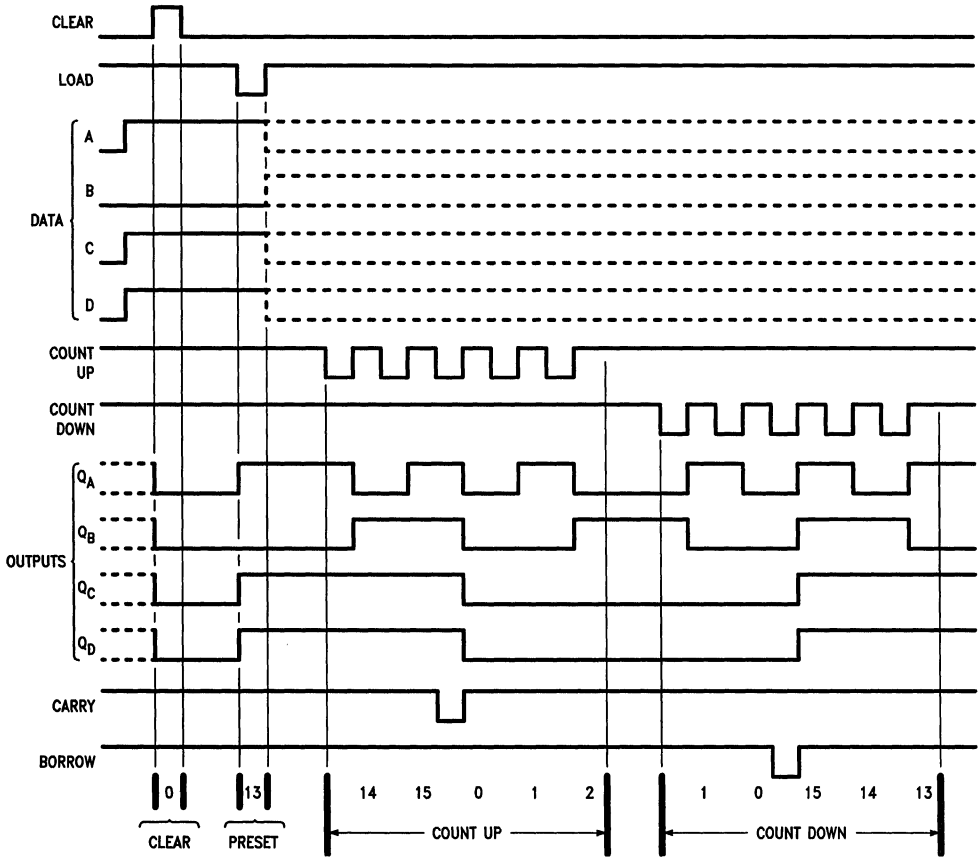 CLEAR
LOAD
A
B
DATA
C
D
COUNT
UP
COUNT
DOWN
QA
QB
OUTPUTS
QC
QD
CARRY
BORROW
0 13 14 15 0 1 2 1 0 15 14 13
CLEAR PRESET COUNT UP COUNT DOWN